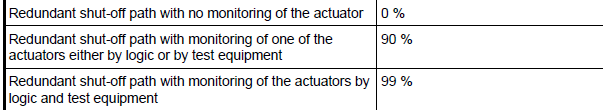 Redundant shut-off path with no monitoring of the actuator 0 %
Redundant shut-off path with monitoring of one of the 90 %
actuators either by logic or by test equipment
Redundant shut-off path with monitoring of the actuators by 99 %
logic and test equipment